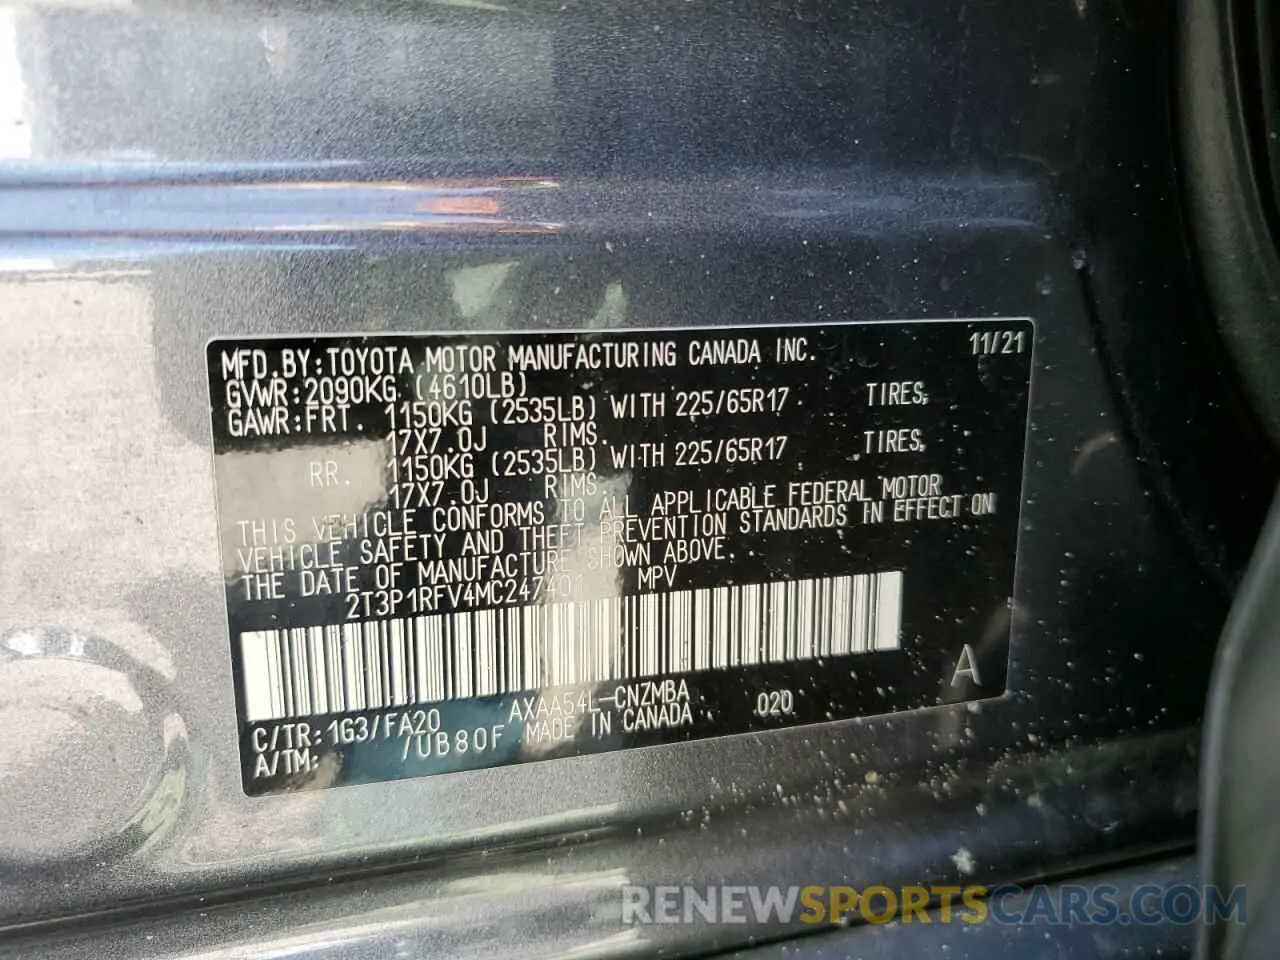 MFD.BY:TOYOTA MOTOR MANUFACTURING CANADA INC. 11/21
GVWR:2090KG (4610LB)
GAWR:FRT. 1150KG (2535LB) WITH 225/65R17 TIRES,
17X7.0J RIMS.
RR. 1150KG (2535LB) WITH 225/65R17 TIRES,
17X7.0J RIMS.
THIS VEHICLE CONFORMS TO ALL APPLICABLE FEDERAL MOTOR
VEHICLE SAFETY AND THEFT PREVENTION STANDARDS IN EFFECT ON
THE DATE OF MANUFACTURE SHOWN ABOVE.
2T3P1RFV4MC247401 MPV
C/TR:1G3/FA20 AXAA54L-CNZMBA 020 A
A/TM: /UB80F MADE IN CANADA
RENEWSPORTSCARS.COM